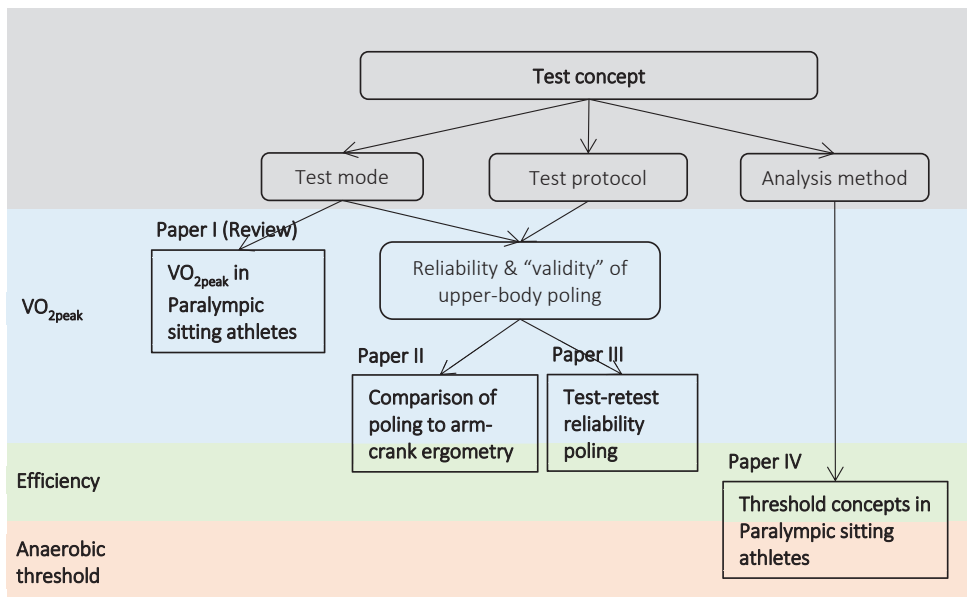 Test concept
Test mode
Test protocol
Analysis method
Paper I (Review)
VO2peak in
Paralympic
sitting athletes
Reliability & “validity” of
upper-body poling
VO2peak
Paper II
Comparison of
poling to arm-
crank ergometry
Paper III
Test-retest
reliability
poling
Efficiency
Paper IV
Threshold concepts in
Paralympic sitting
athletes
Anaerobic
threshold